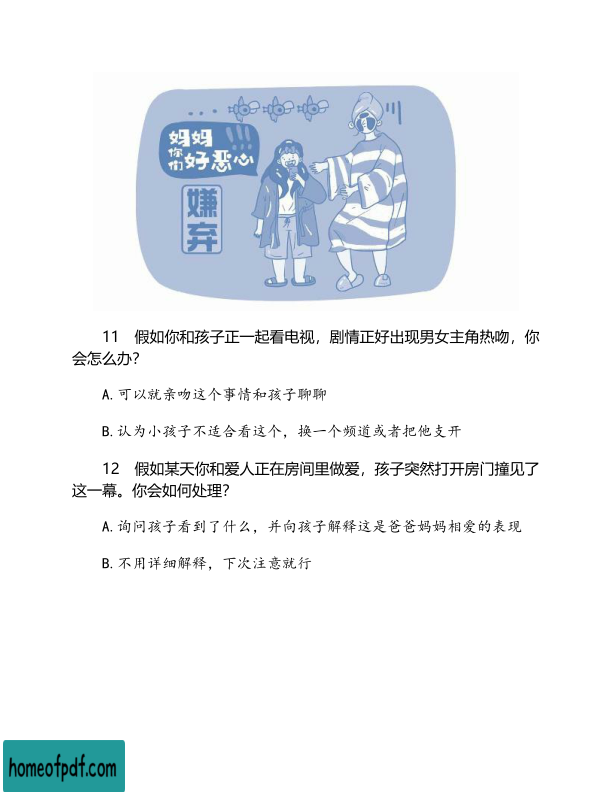 妈妈
你们好恶心
!!!
嫌弃
11 假如你和孩子正一起看电视，剧情正好出现男女主角热吻，你
会怎么办？
A. 可以就亲吻这个事情和孩子聊聊
B. 认为小孩子不适合看这个，换一个频道或者把他支开
12 假如某天你和爱人正在房间里做爱，孩子突然打开房门撞见了
这一幕。你会如何处理？
A. 询问孩子看到了什么，并向孩子解释这是爸爸妈妈相爱的表现
B. 不用详细解释，下次注意就行
homeofpdf.com